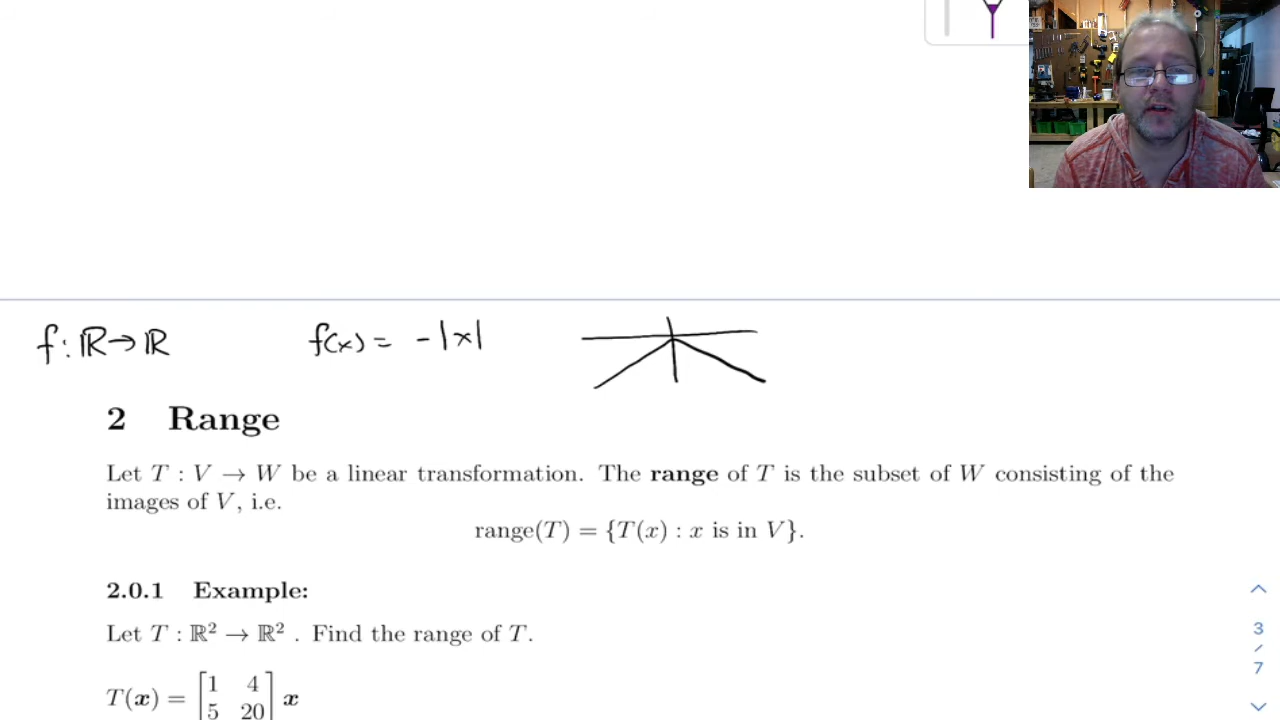 f: ℝ→ℝ f(x) = -|x|
2 Range
Let T : V → W be a linear transformation. The range of T is the subset of W consisting of the
images of V, i.e.
range(T) = {T(x) : x is in V}.
2.0.1 Example:
Let T : ℝ² → ℝ² . Find the range of T.
T(x) = [1 4
5 20] x
3
/
7